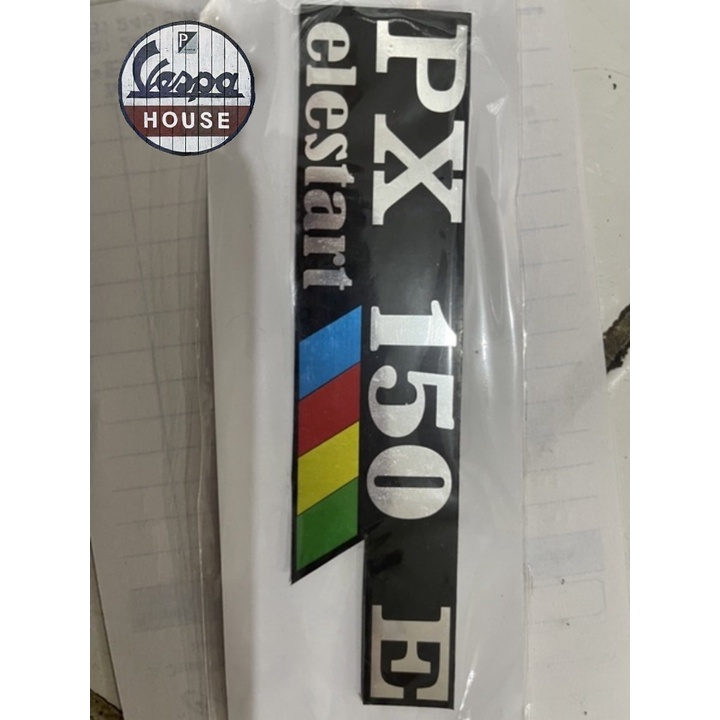 Vespa
HOUSE
PX 150 E
elestart